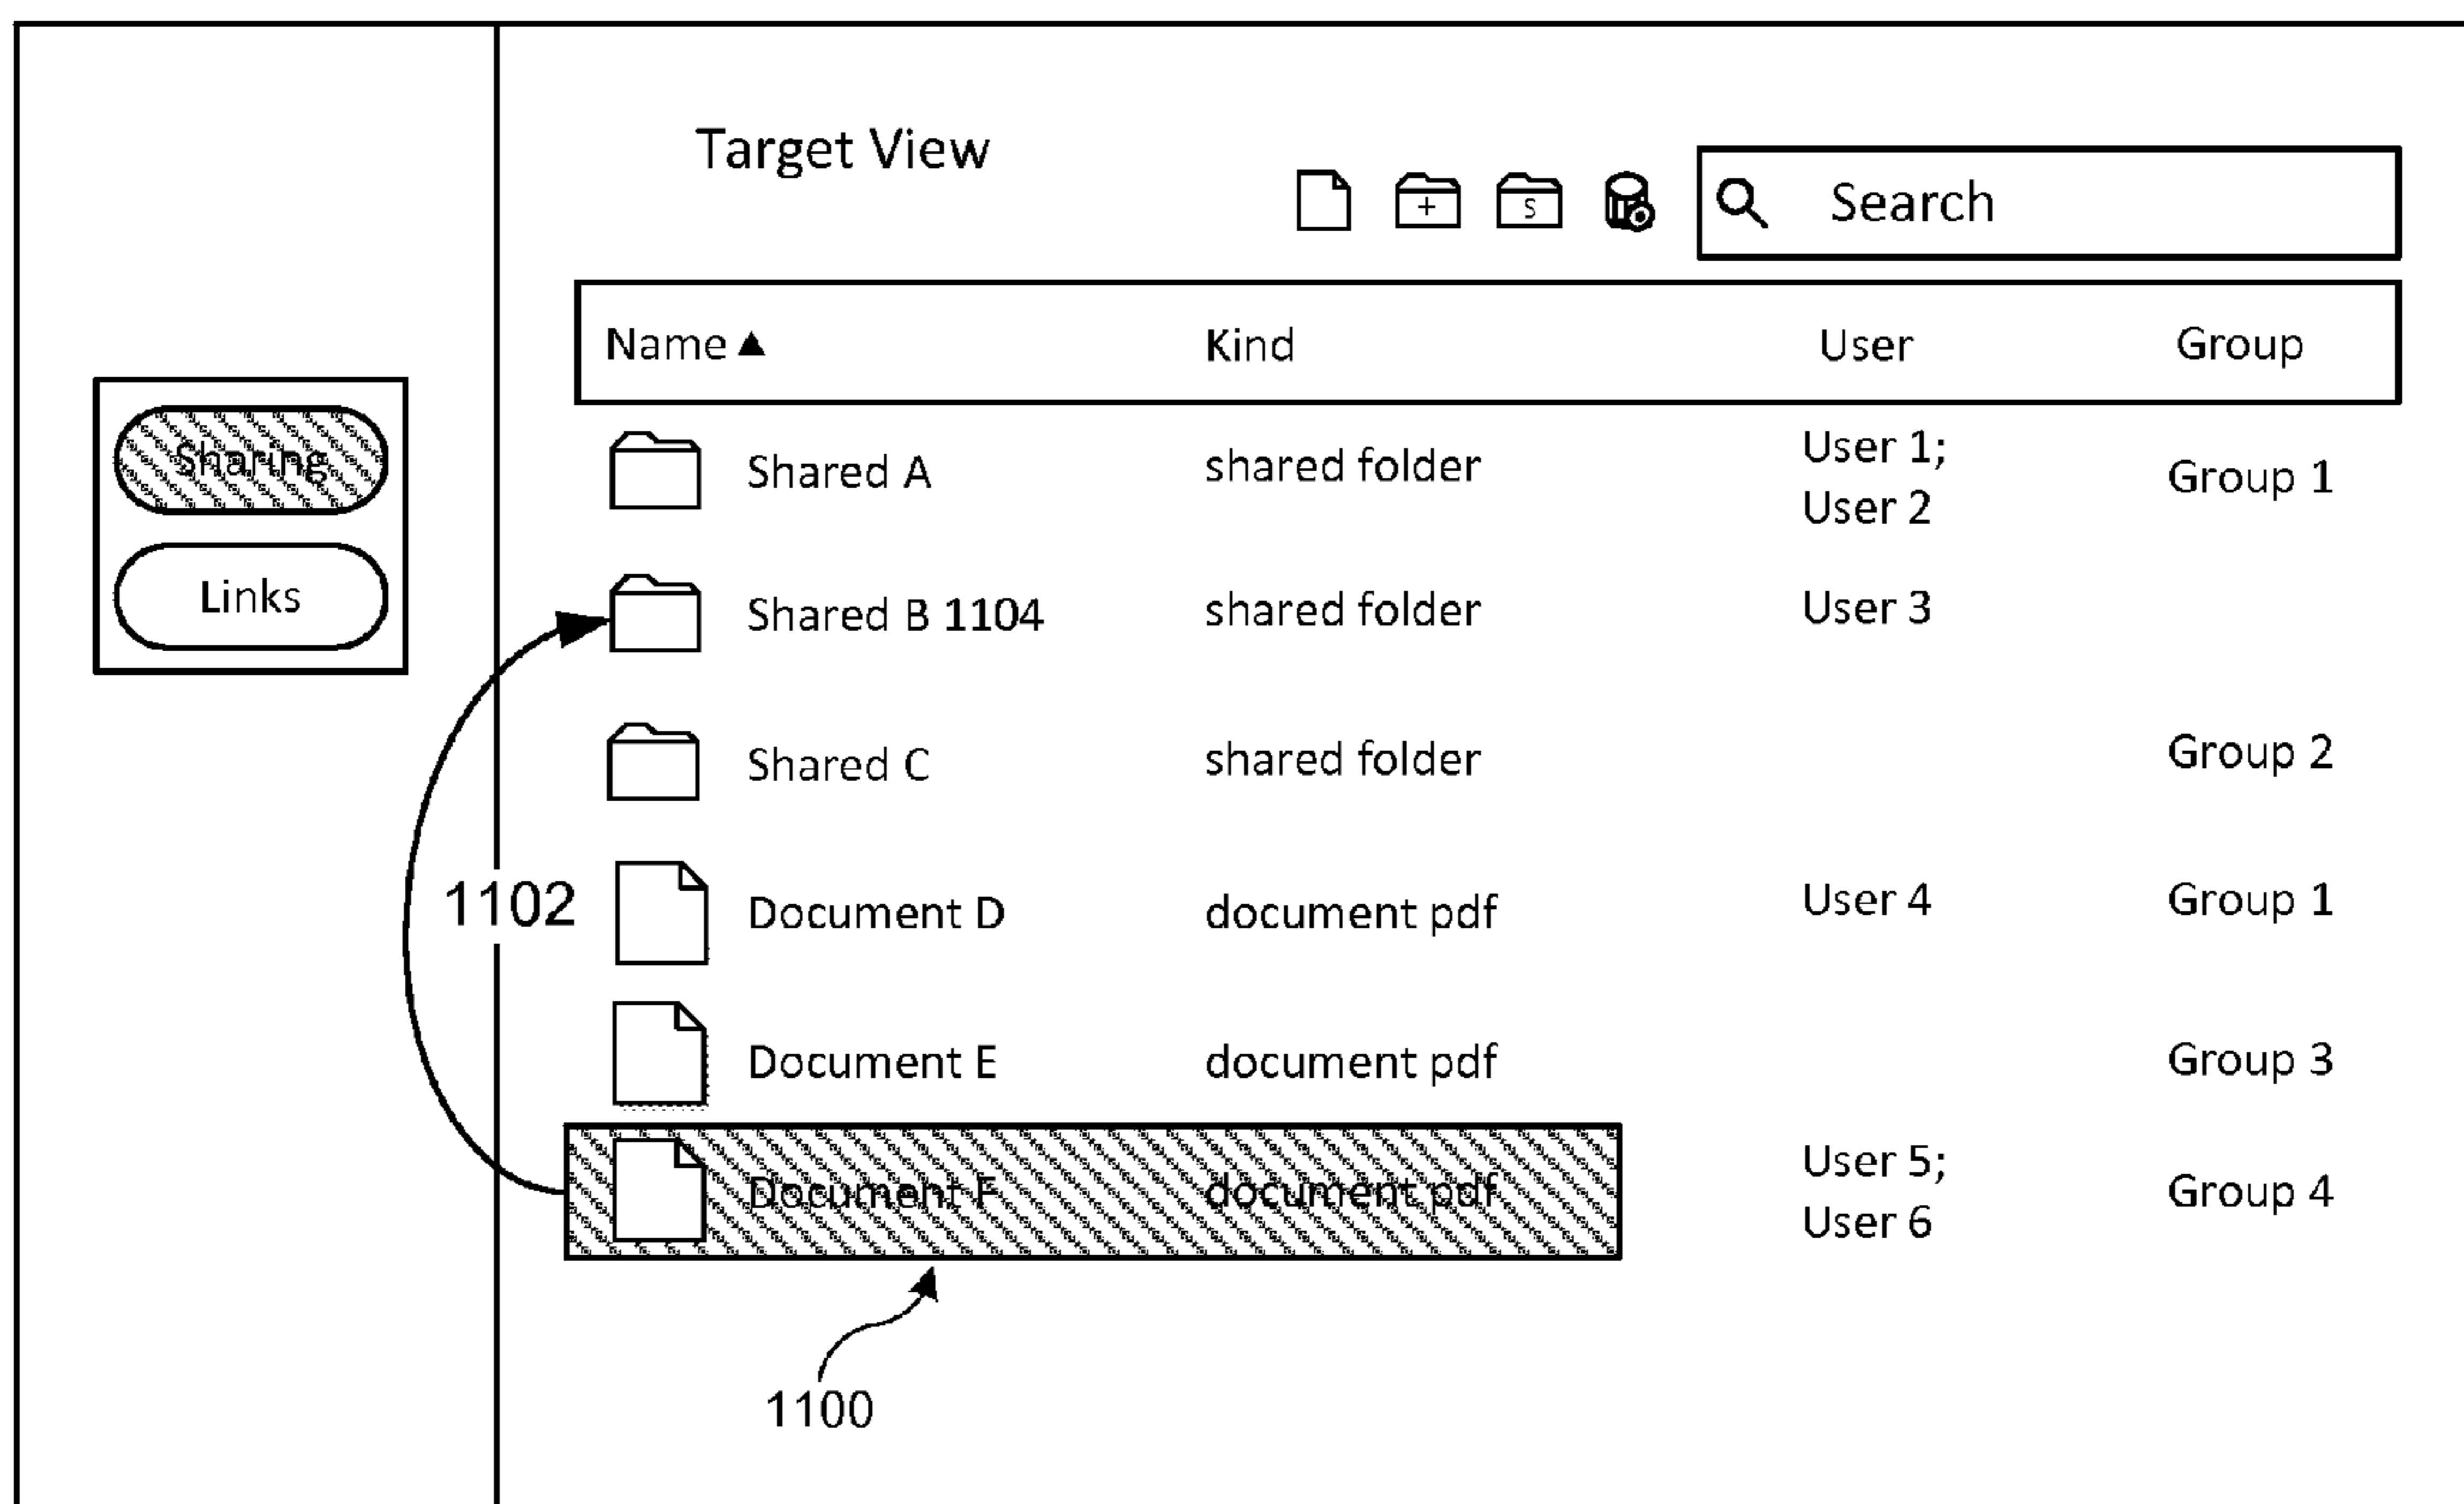 Target View
+
S
Search
Name ▲ Kind User Group
Sharing
Links
Shared A shared folder User 1; Group 1
User 2
Shared B 1104 shared folder User 3
Shared C shared folder Group 2
1102
Document D document pdf User 4 Group 1
Document E document pdf Group 3
Document F document pdf User 5; Group 4
User 6
1100